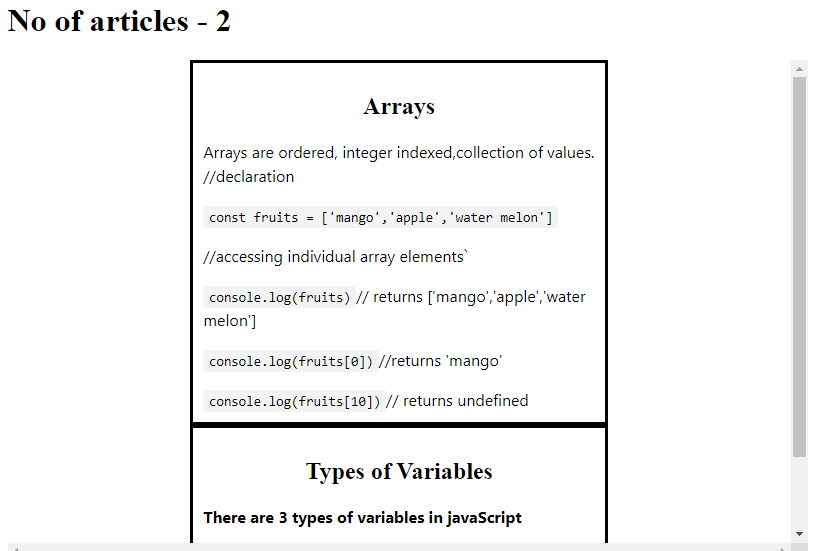 No of articles - 2
Arrays
Arrays are ordered, integer indexed,collection of values.
//declaration
const fruits = ['mango','apple','water melon']
//accessing individual array elements`
console.log(fruits) // returns ['mango','apple','water
melon']
console.log(fruits[0]) //returns 'mango'
console.log(fruits[10]) // returns undefined
Types of Variables
There are 3 types of variables in javaScript